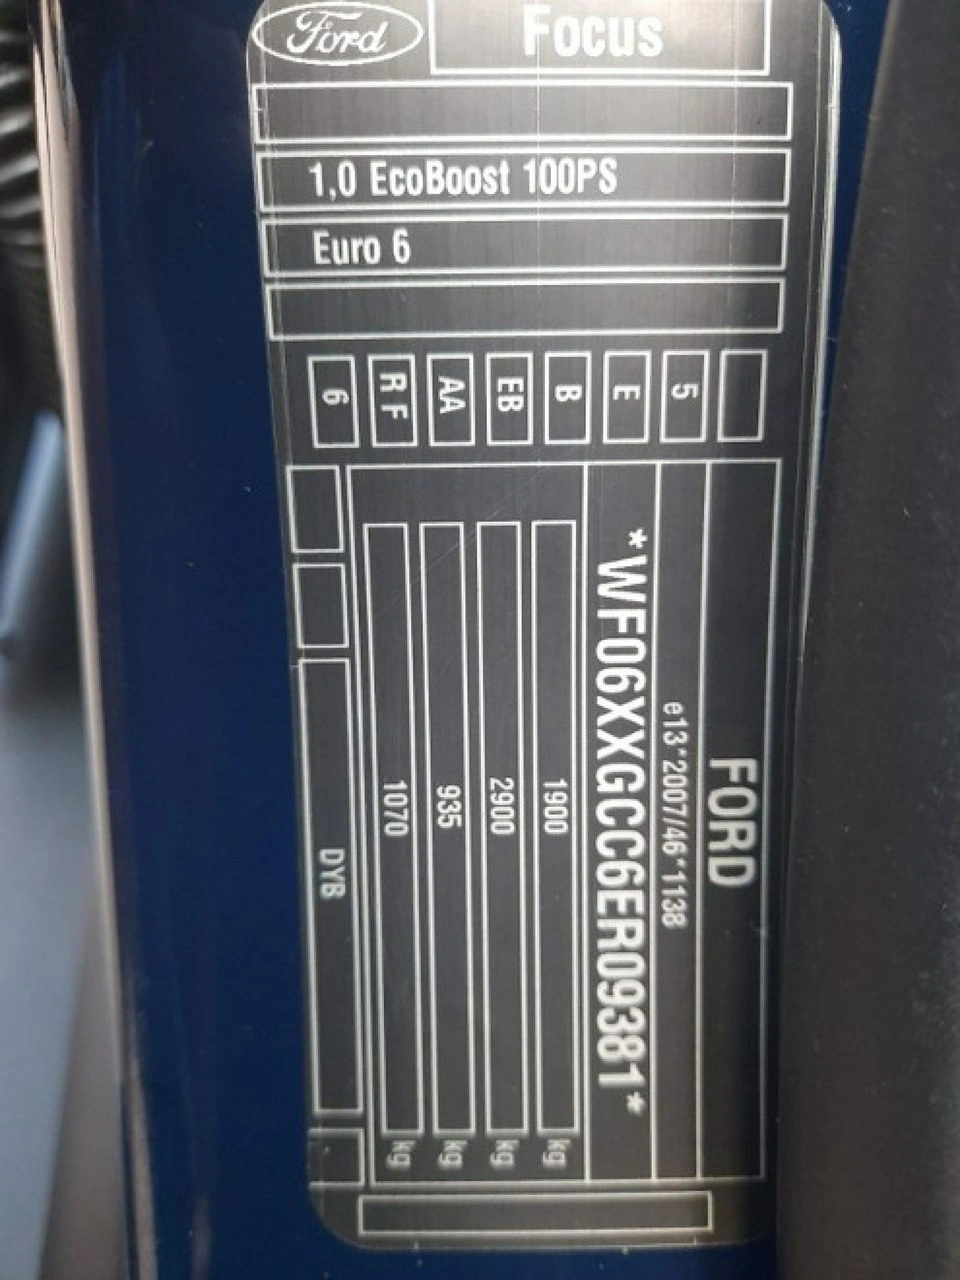 Ford
Focus
1,0 EcoBoost 100PS
Euro 6
6
R F
AA
EB
B
E
5
FORD
e13*2007/46*1138
*WF06XXGCC6ER09381*
1900 kg
2900 kg
935 kg
1070 kg
DYB